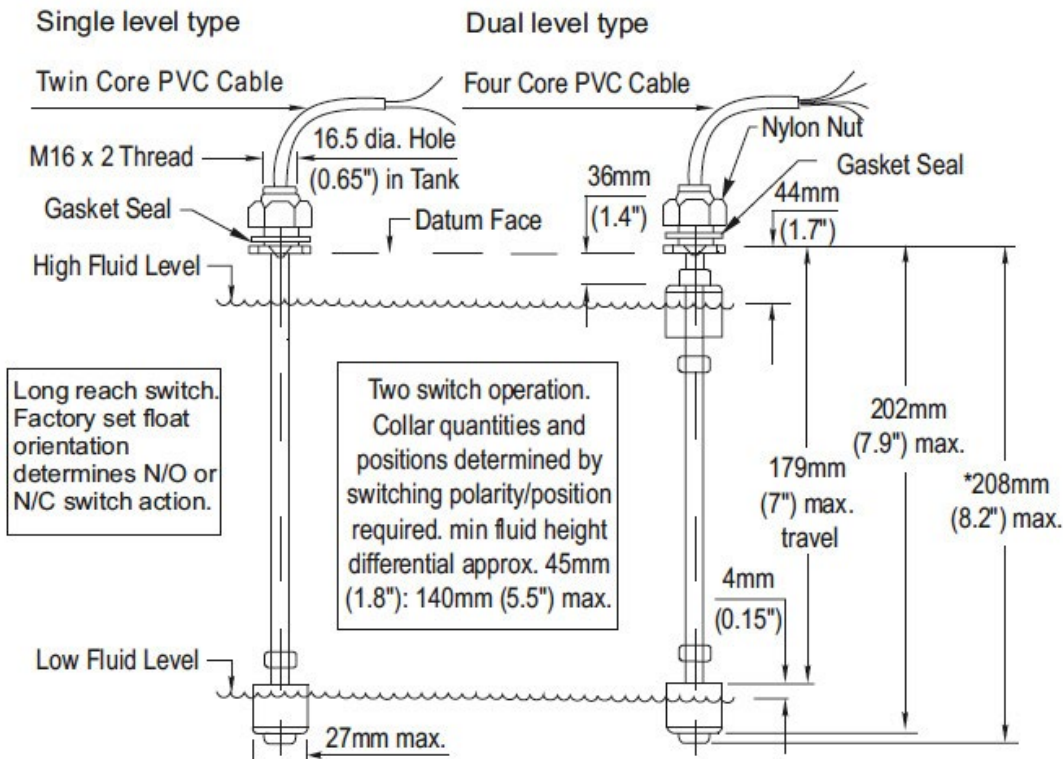 Single level type
Dual level type
Twin Core PVC Cable
Four Core PVC Cable
M16 x 2 Thread
16.5 dia. Hole
(0.65") in Tank
Nylon Nut
Gasket Seal
Gasket Seal
36mm
(1.4")
44mm
(1.7")
Datum Face
High Fluid Level
Long reach switch.
Factory set float
orientation
determines N/O or
N/C switch action.
Two switch operation.
Collar quantities and
positions determined by
switching polarity/position
required. min fluid height
differential approx. 45mm
(1.8"): 140mm (5.5") max.
202mm
(7.9") max.
179mm
(7") max.
travel
*208mm
(8.2") max.
4mm
(0.15")
Low Fluid Level
27mm max.